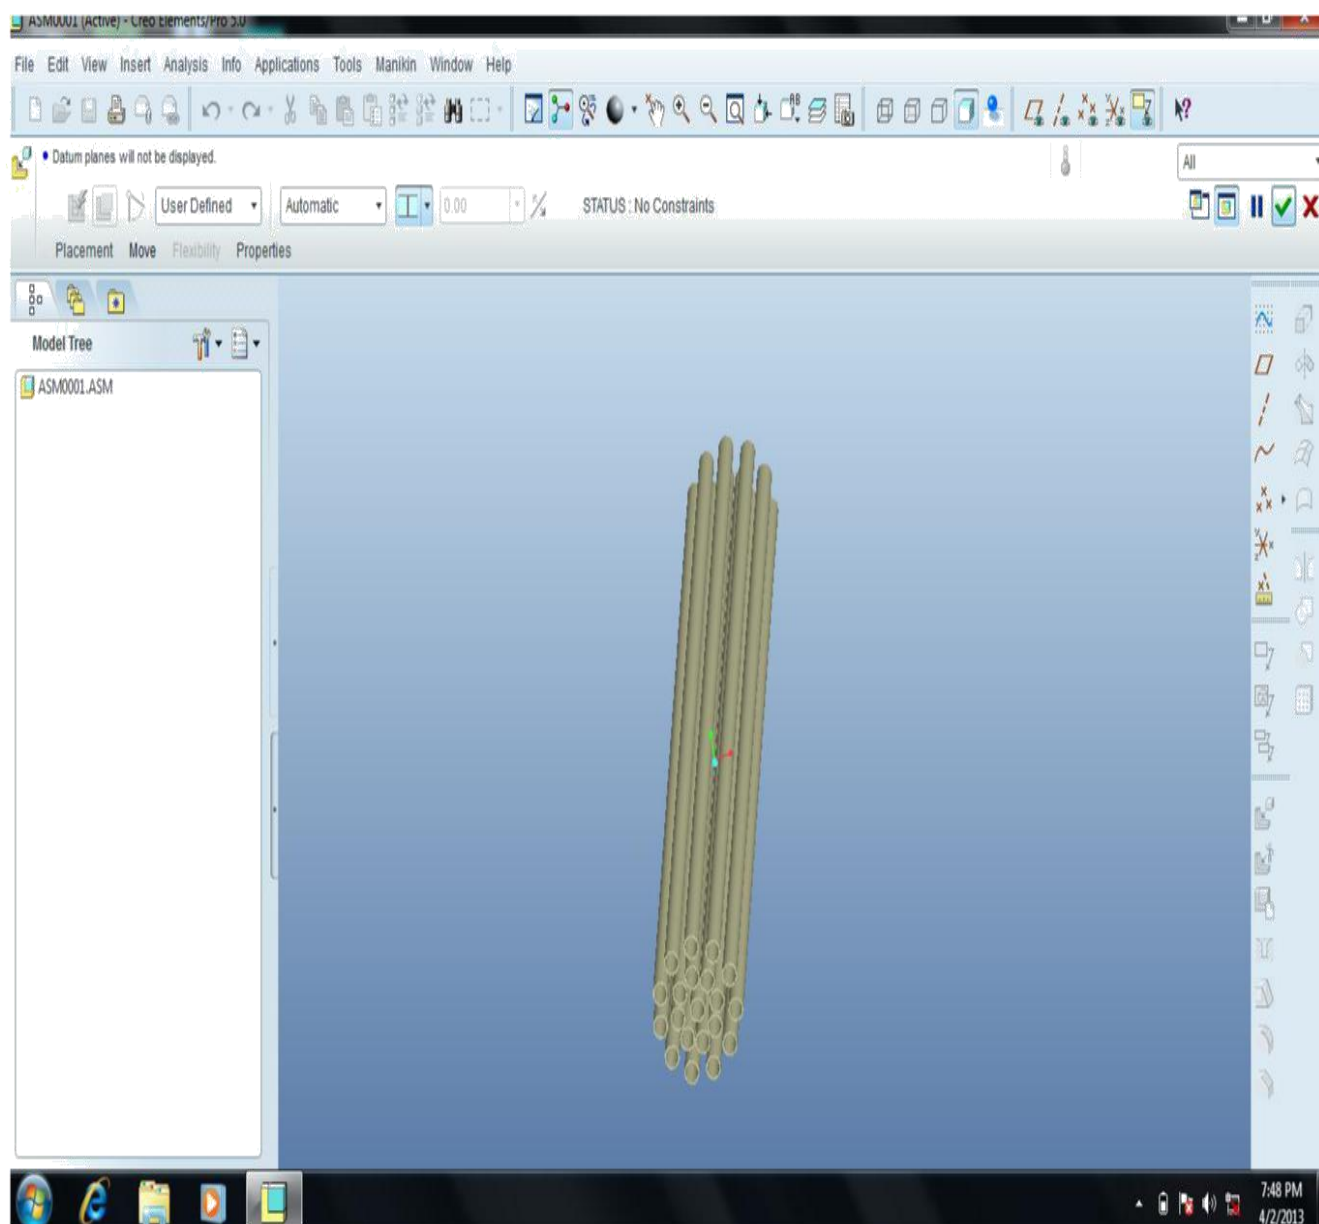 ASM0001 (Active) - Creo Elements/Pro 5.0
File Edit View Insert Analysis Info Applications Tools Manikin Window Help
• Datum planes will not be displayed.
All
User Defined Automatic 0.00 STATUS : No Constraints
Placement Move Flexibility Properties
Model Tree
ASM0001.ASM
7:48 PM
4/2/2013